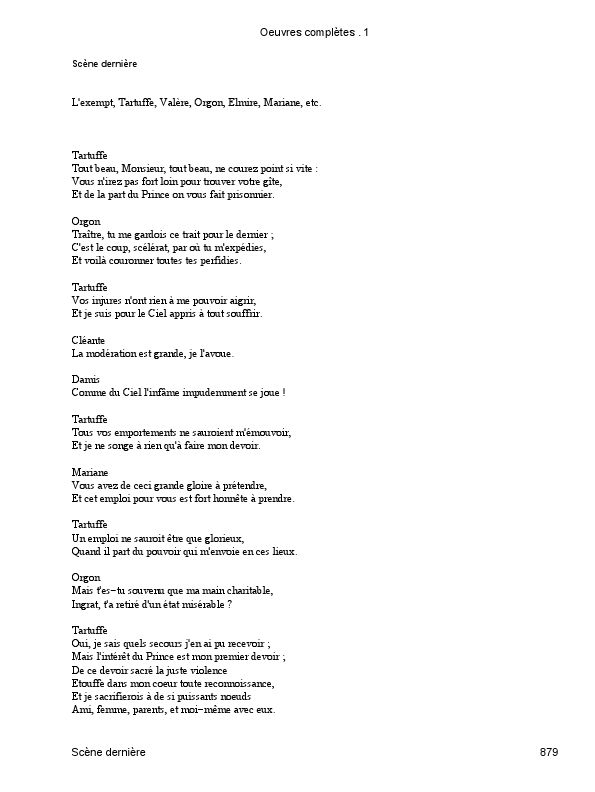 Oeuvres complètes . 1
Scène dernière
L'exempt, Tartuffe, Valère, Orgon, Elmire, Mariane, etc.
Tartuffe
Tout beau, Monsieur, tout beau, ne courez point si vite :
Vous n'irez pas fort loin pour trouver votre gîte,
Et de la part du Prince on vous fait prisonnier.
Orgon
Traître, tu me gardois ce trait pour le dernier ;
C'est le coup, scélérat, par où tu m'expédies,
Et voilà couronner toutes tes perfidies.
Tartuffe
Vos injures n'ont rien à me pouvoir aigrir,
Et je suis pour le Ciel appris à tout souffrir.
Cléante
La modération est grande, je l'avoue.
Damis
Comme du Ciel l'infâme impudemment se joue !
Tartuffe
Tous vos emportements ne sauroient m'émouvoir,
Et je ne songe à rien qu'à faire mon devoir.
Mariane
Vous avez de ceci grande gloire à prétendre,
Et cet emploi pour vous est fort honnête à prendre.
Tartuffe
Un emploi ne sauroit être que glorieux,
Quand il part du pouvoir qui m'envoie en ces lieux.
Orgon
Mais t'es−tu souvenu que ma main charitable,
Ingrat, t'a retiré d'un état misérable ?
Tartuffe
Oui, je sais quels secours j'en ai pu recevoir ;
Mais l'intérêt du Prince est mon premier devoir ;
De ce devoir sacré la juste violence
Etouffe dans mon coeur toute reconnoissance,
Et je sacrifierois à de si puissants noeuds
Ami, femme, parents, et moi−même avec eux.
Scène dernière 879